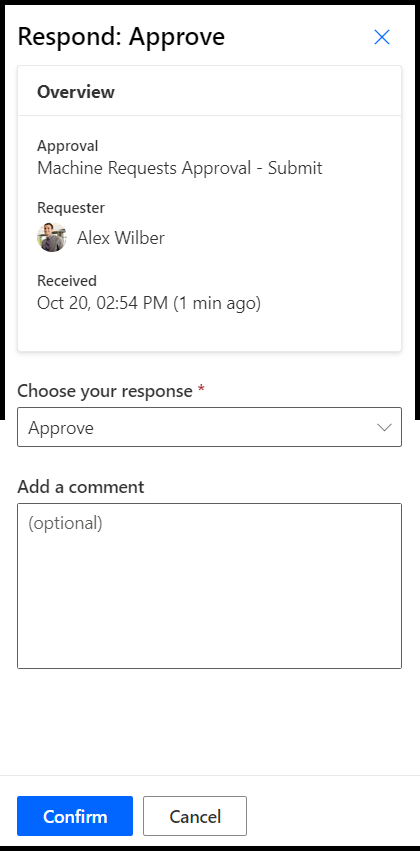 Respond: Approve
Overview
Approval
Machine Requests Approval - Submit
Requester
Alex Wilber
Received
Oct 20, 02:54 PM (1 min ago)
Choose your response *
Approve
Add a comment
(optional)
Confirm
Cancel